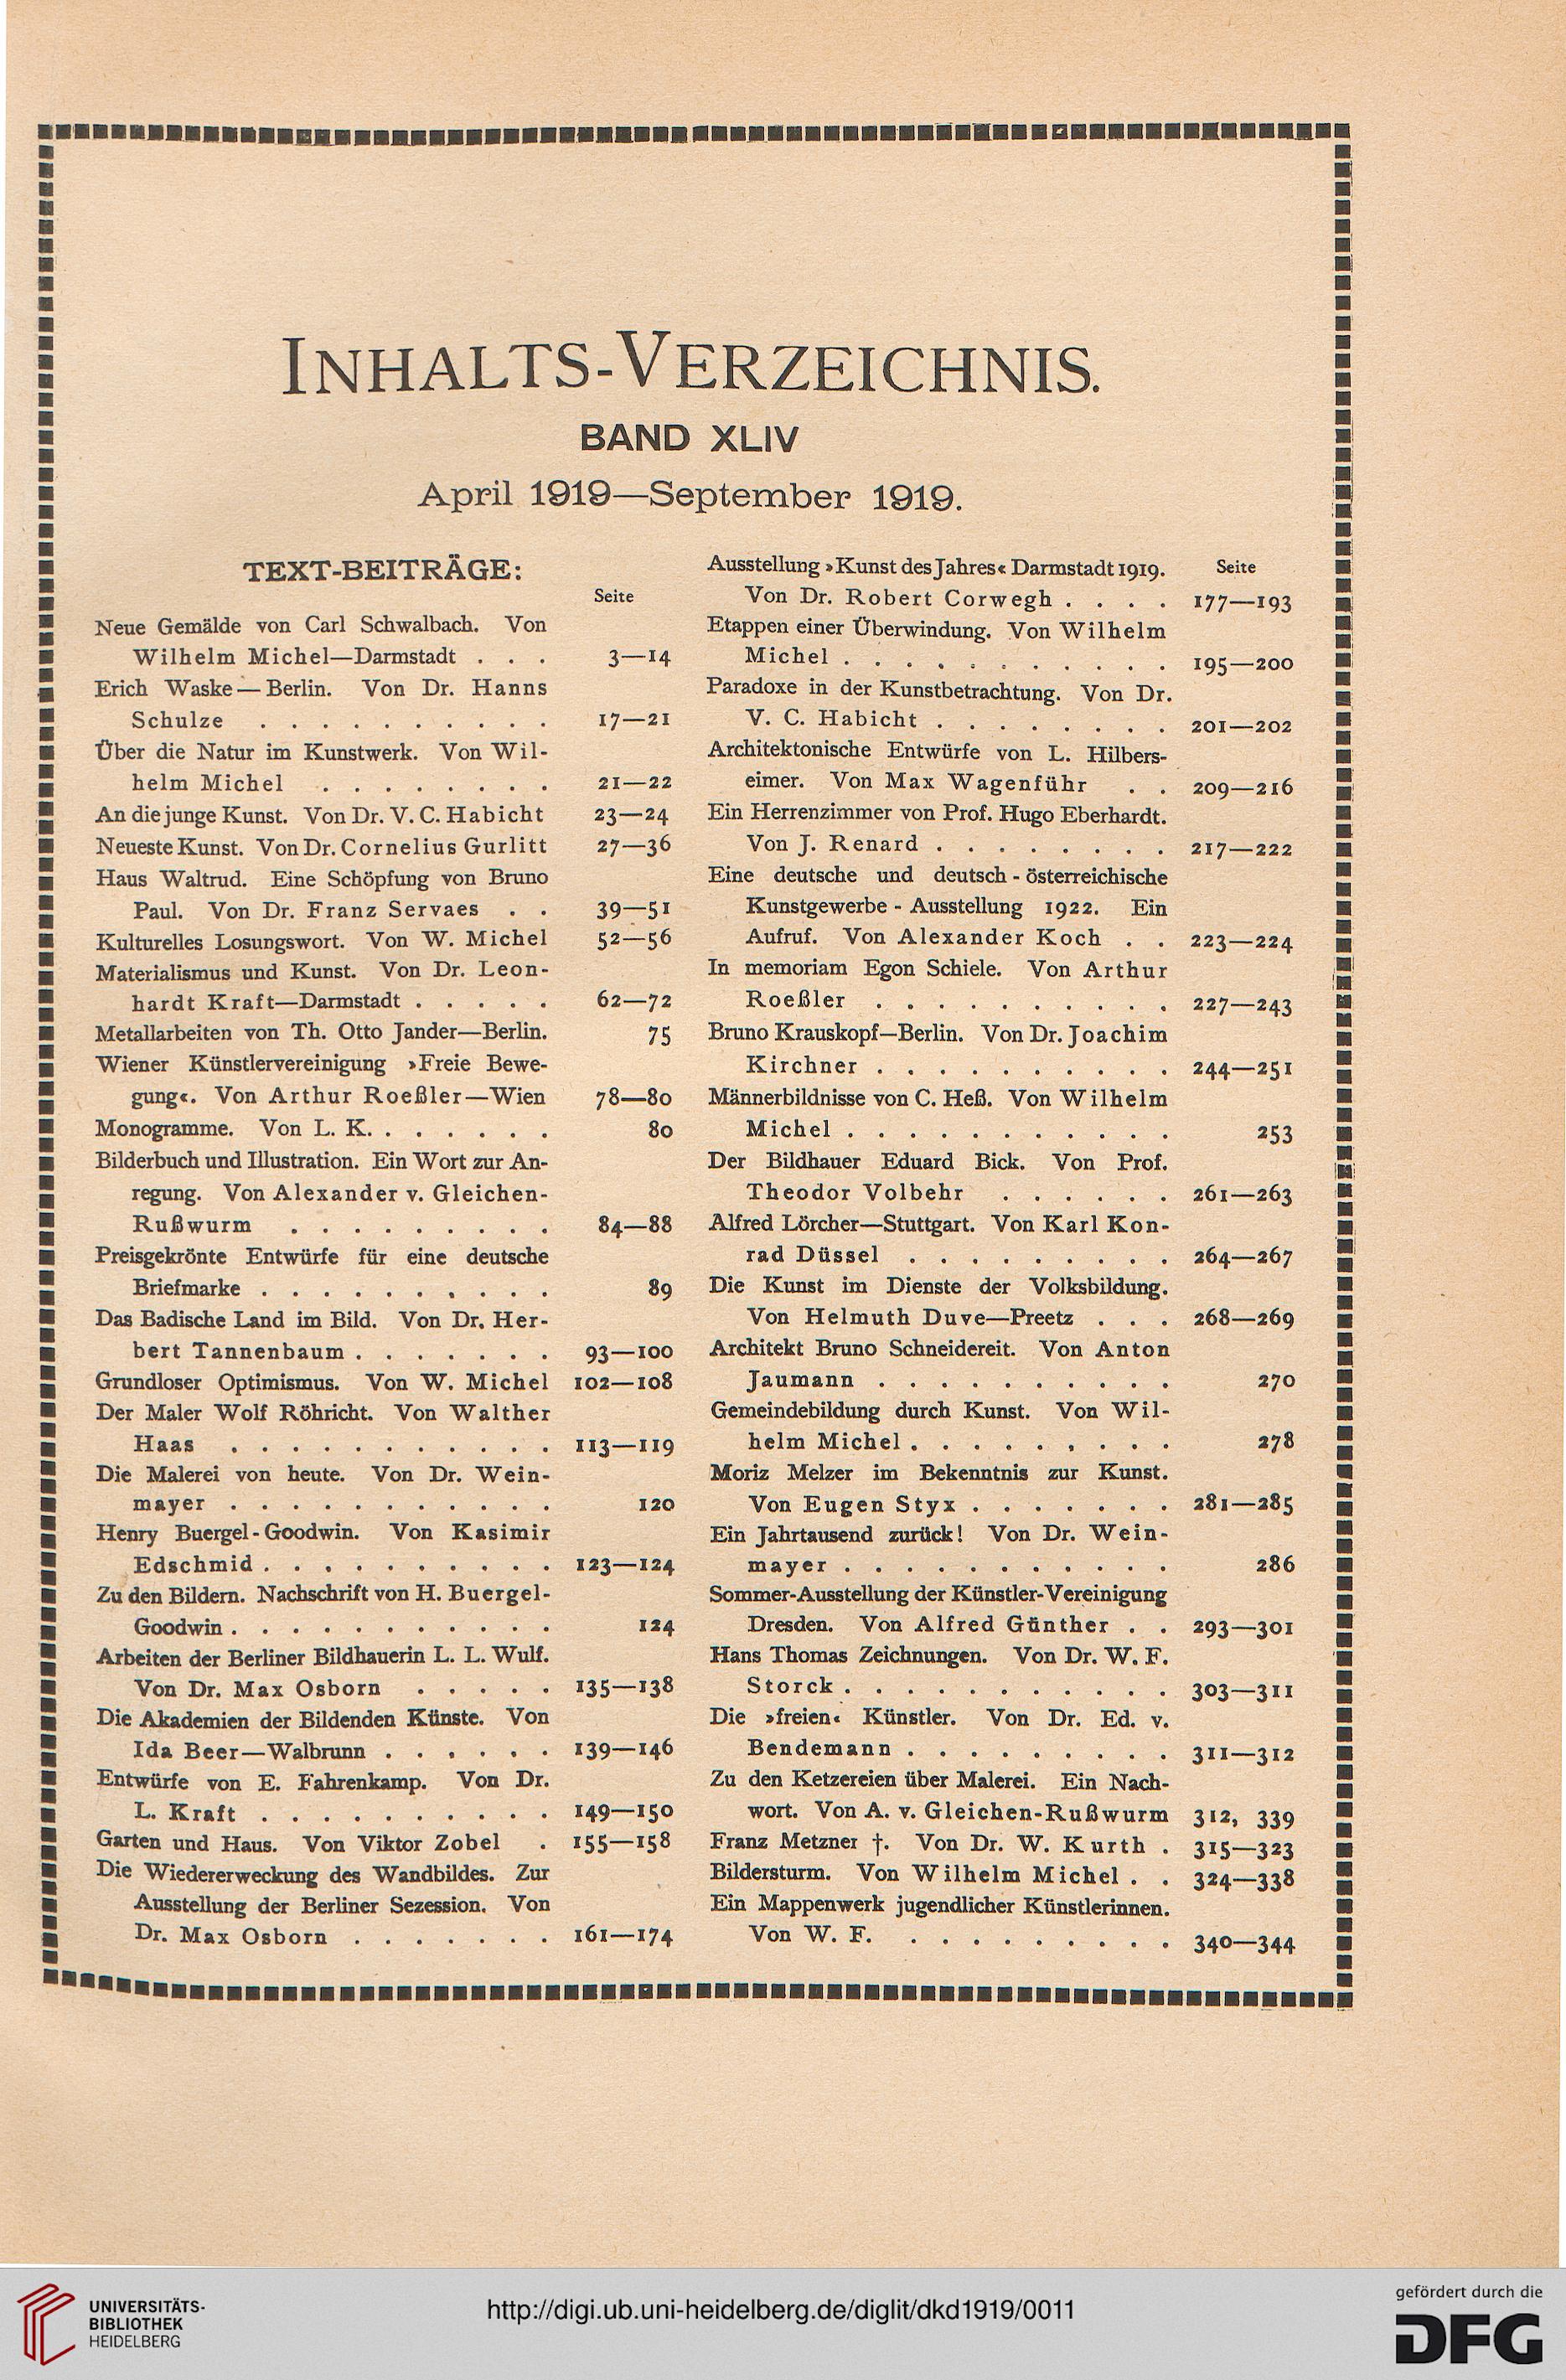 INHALTS-VERZEICHNIS.
BAND XLIV
April 1919—September 1919.
TEXT-BEITRÄGE:
Seite
Neue Gemälde von Carl Schwalbach. Von
Wilhelm Michel—Darmstadt . . . 3—14
Erich Waske—Berlin. Von Dr. Hanns
Schulze . . . . . . . . . . 17—21
Über die Natur im Kunstwerk. Von Wil-
helm Michel . . . . . . . . 21—22
An die junge Kunst. Von Dr. V. C. Habicht 23—24
Neueste Kunst. Von Dr. Cornelius Gurlitt 27—36
Haus Waltrud. Eine Schöpfung von Bruno
Paul. Von Dr. Franz Servaes . . 39—51
Kulturelles Losungswort. Von W. Michel 52—56
Materialismus und Kunst. Von Dr. Leon-
hardt Kraft—Darmstadt . . . . . 62—72
Metallarbeiten von Th. Otto Jander—Berlin. 75
Wiener Künstlervereinigung »Freie Bewe-
gung«. Von Arthur Roeßler—Wien 78—80
Monogramme. Von L. K. . . . . . . 80
Bilderbuch und Illustration. Ein Wort zur An-
regung. Von Alexander v. Gleichen-
Rußwurm . . . . . . . . . 84—88
Preisgekrönte Entwürfe für eine deutsche
Briefmarke . . . . . . . . . . 89
Das Badische Land im Bild. Von Dr. Her-
bert Tannenbaum . . . . . . . 93—100
Grundloser Optimismus. Von W. Michel 102—108
Der Maler Wolf Röhricht. Von Walther
Haas . . . . . . . . . . . 113—119
Die Malerei von heute. Von Dr. Wein-
mayer . . . . . . . . . . . 120
Henry Buergel-Goodwin. Von Kasimir
Edschmid . . . . . . . . . . 123—124
Zu den Bildern. Nachschrift von H. Buergel-
Goodwin . . . . . . . . . . . 124
Arbeiten der Berliner Bildhauerin L. L. Wulf.
Von Dr. Max Osborn . . . . . 135—138
Die Akademien der Bildenden Künste. Von
Ida Beer—Walbrunn . . . . . . 139—146
Entwürfe von E. Fahrenkamp. Von Dr.
L. Kraft . . . . . . . . . . 149—150
Garten und Haus. Von Viktor Zobel . 155—158
Die Wiedererweckung des Wandbildes. Zur
Ausstellung der Berliner Sezession. Von
Dr. Max Osborn . . . . . . . 161—174
Ausstellung »Kunst des Jahres« Darmstadt 1919. Seite
Von Dr. Robert Corwegh . . . . 177—193
Etappen einer Überwindung. Von Wilhelm
Michel . . . . . . . . . . . 195—200
Paradoxe in der Kunstbetrachtung. Von Dr.
V. C. Habicht . . . . . . . . 201—202
Architektonische Entwürfe von L. Hilbers-
eimer. Von Max Wagenführ . . 209—216
Ein Herrenzimmer von Prof. Hugo Eberhardt.
Von J. Renard . . . . . . . . 217—222
Eine deutsche und deutsch-österreichische
Kunstgewerbe-Ausstellung 1922. Ein
Aufruf. Von Alexander Koch . . 223—224
In memoriam Egon Schiele. Von Arthur
Roeßler . . . . . . . . . . 227—243
Bruno Krauskopf—Berlin. Von Dr. Joachim
Kirchner . . . . . . . . . . 244—251
Männerbildnisse von C. Heß. Von Wilhelm
Michel . . . . . . . . . . . 253
Der Bildhauer Eduard Bick. Von Prof.
Theodor Volbehr . . . . . . 261—263
Alfred Lörcher—Stuttgart. Von Karl Kon-
rad Düssel . . . . . . . . . 264—267
Die Kunst im Dienste der Volksbildung.
Von Helmuth Duve—Preetz . . . 268—269
Architekt Bruno Schneidereit. Von Anton
Jaumann . . . . . . . . . . 270
Gemeindebildung durch Kunst. Von Wil-
helm Michel . . . . . . . . . 278
Moriz Melzer im Bekenntnis zur Kunst.
Von Eugen Styx . . . . . . . 281—285
Ein Jahrtausend zurück! Von Dr. Wein-
mayer . . . . . . . . . . . 286
Sommer-Ausstellung der Künstler-Vereinigung
Dresden. Von Alfred Günther . . 293—301
Hans Thomas Zeichnungen. Von Dr. W. F.
Storck . . . . . . . . . . . 303—311
Die »freien« Künstler. Von Dr. Ed. v.
Bendemann . . . . . . . . . 311—312
Zu den Ketzereien über Malerei. Ein Nach-
wort. Von A. v. Gleichen-Rußwurm 312, 339
Franz Metzner †. Von Dr. W. Kurth . 315—323
Bildersturm. Von Wilhelm Michel . . 324—338
Ein Mappenwerk jugendlicher Künstlerinnen.
Von W. F. . . . . . . . . . 340—344
UNIVERSITÄTS-
BIBLIOTHEK
HEIDELBERG
http://digi.ub.uni-heidelberg.de/diglit/dkd1919/0011
gefördert durch die
DFG